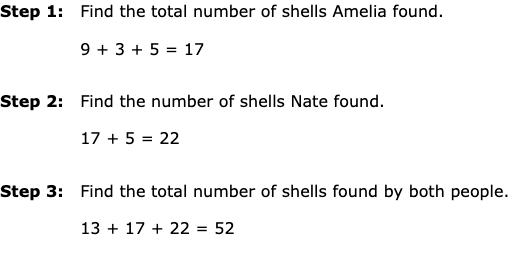 Step 1: Find the total number of shells Amelia found.
9 + 3 + 5 = 17
Step 2: Find the number of shells Nate found.
17 + 5 = 22
Step 3: Find the total number of shells found by both people.
13 + 17 + 22 = 52